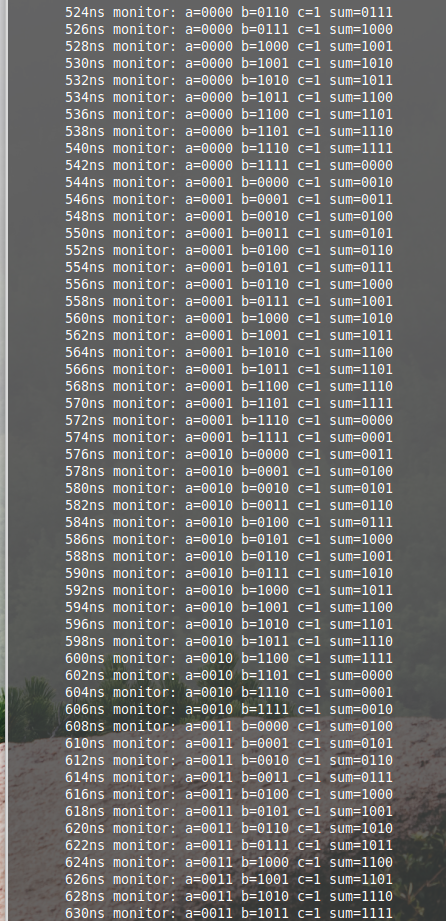 524ns monitor: a=0000 b=0110 c=1 sum=0111
526ns monitor: a=0000 b=0111 c=1 sum=1000
528ns monitor: a=0000 b=1000 c=1 sum=1001
530ns monitor: a=0000 b=1001 c=1 sum=1010
532ns monitor: a=0000 b=1010 c=1 sum=1011
534ns monitor: a=0000 b=1011 c=1 sum=1100
536ns monitor: a=0000 b=1100 c=1 sum=1101
538ns monitor: a=0000 b=1101 c=1 sum=1110
540ns monitor: a=0000 b=1110 c=1 sum=1111
542ns monitor: a=0000 b=1111 c=1 sum=0000
544ns monitor: a=0001 b=0000 c=1 sum=0010
546ns monitor: a=0001 b=0001 c=1 sum=0011
548ns monitor: a=0001 b=0010 c=1 sum=0100
550ns monitor: a=0001 b=0011 c=1 sum=0101
552ns monitor: a=0001 b=0100 c=1 sum=0110
554ns monitor: a=0001 b=0101 c=1 sum=0111
556ns monitor: a=0001 b=0110 c=1 sum=1000
558ns monitor: a=0001 b=0111 c=1 sum=1001
560ns monitor: a=0001 b=1000 c=1 sum=1010
562ns monitor: a=0001 b=1001 c=1 sum=1011
564ns monitor: a=0001 b=1010 c=1 sum=1100
566ns monitor: a=0001 b=1011 c=1 sum=1101
568ns monitor: a=0001 b=1100 c=1 sum=1110
570ns monitor: a=0001 b=1101 c=1 sum=1111
572ns monitor: a=0001 b=1110 c=1 sum=0000
574ns monitor: a=0001 b=1111 c=1 sum=0001
576ns monitor: a=0010 b=0000 c=1 sum=0011
578ns monitor: a=0010 b=0001 c=1 sum=0100
580ns monitor: a=0010 b=0010 c=1 sum=0101
582ns monitor: a=0010 b=0011 c=1 sum=0110
584ns monitor: a=0010 b=0100 c=1 sum=0111
586ns monitor: a=0010 b=0101 c=1 sum=1000
588ns monitor: a=0010 b=0110 c=1 sum=1001
590ns monitor: a=0010 b=0111 c=1 sum=1010
592ns monitor: a=0010 b=1000 c=1 sum=1011
594ns monitor: a=0010 b=1001 c=1 sum=1100
596ns monitor: a=0010 b=1010 c=1 sum=1101
598ns monitor: a=0010 b=1011 c=1 sum=1110
600ns monitor: a=0010 b=1100 c=1 sum=1111
602ns monitor: a=0010 b=1101 c=1 sum=0000
604ns monitor: a=0010 b=1110 c=1 sum=0001
606ns monitor: a=0010 b=1111 c=1 sum=0010
608ns monitor: a=0011 b=0000 c=1 sum=0100
610ns monitor: a=0011 b=0001 c=1 sum=0101
612ns monitor: a=0011 b=0010 c=1 sum=0110
614ns monitor: a=0011 b=0011 c=1 sum=0111
616ns monitor: a=0011 b=0100 c=1 sum=1000
618ns monitor: a=0011 b=0101 c=1 sum=1001
620ns monitor: a=0011 b=0110 c=1 sum=1010
622ns monitor: a=0011 b=0111 c=1 sum=1011
624ns monitor: a=0011 b=1000 c=1 sum=1100
626ns monitor: a=0011 b=1001 c=1 sum=1101
628ns monitor: a=0011 b=1010 c=1 sum=1110
630ns monitor: a=0011 b=1011 c=1 sum=1111